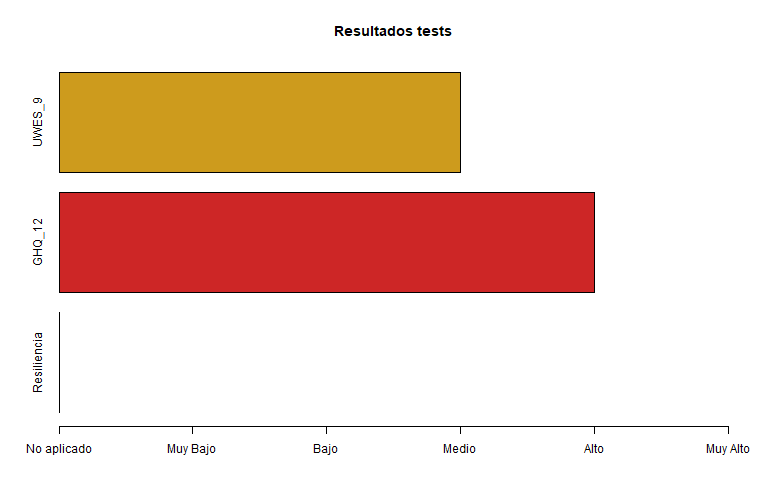 Resultados tests
UWES_9
GHQ_12
Resiliencia
No aplicado
Muy Bajo
Bajo
Medio
Alto
Muy Alto